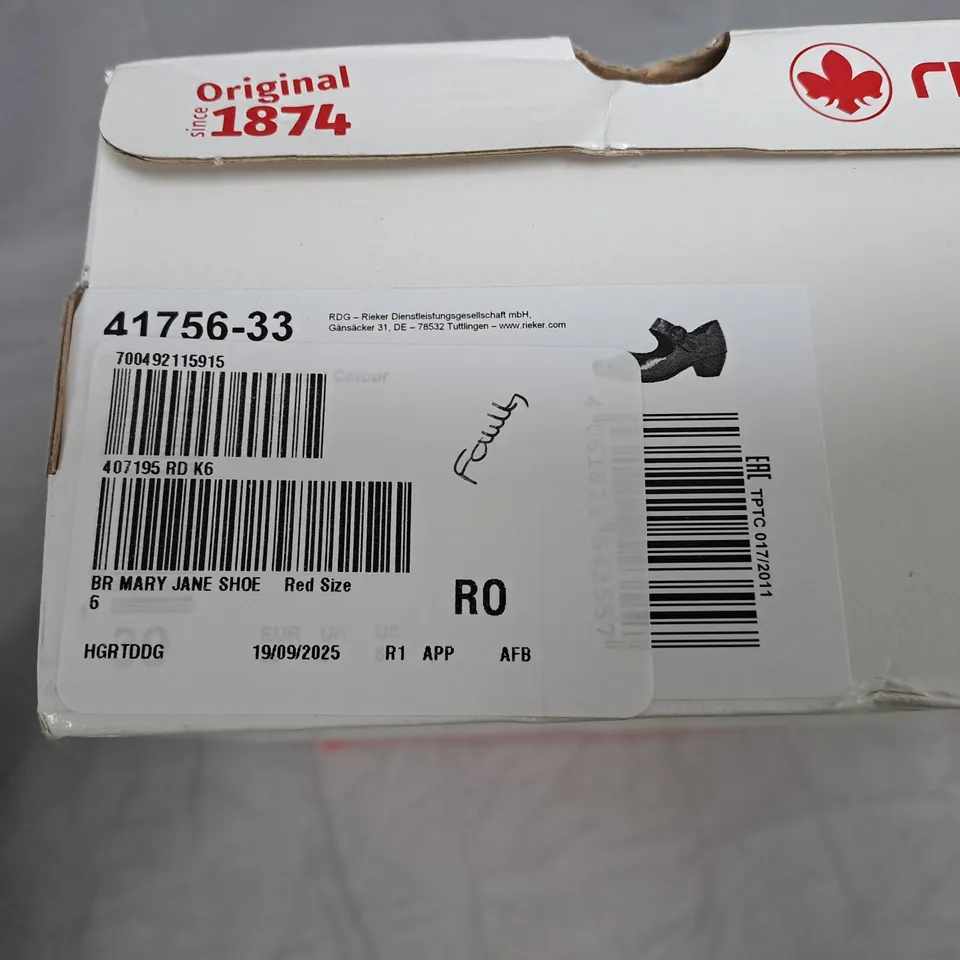 Original
since
1874
41756-33
RDG – Rieker Dienstleistungsgesellschaft mbH,
Gänsäcker 31, DE – 78532 Tuttlingen – www.rieker.com
700492115915
Colour
407195 RD K6
Faulty
BR MARY JANE SHOE Red Size
6
RO
EUR UK US
HGRTDDG 19/09/2025 R1 APP AFB
EAC TPTC 017/2011